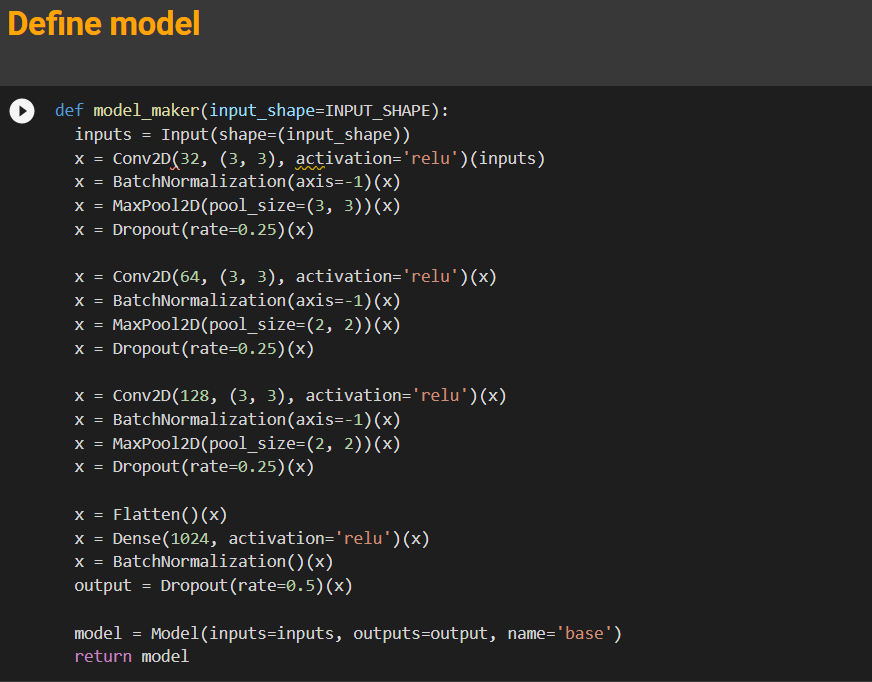 Define model
def model_maker(input_shape=INPUT_SHAPE):
  inputs = Input(shape=(input_shape))
  x = Conv2D(32, (3, 3), activation='relu')(inputs)
  x = BatchNormalization(axis=-1)(x)
  x = MaxPool2D(pool_size=(3, 3))(x)
  x = Dropout(rate=0.25)(x)

  x = Conv2D(64, (3, 3), activation='relu')(x)
  x = BatchNormalization(axis=-1)(x)
  x = MaxPool2D(pool_size=(2, 2))(x)
  x = Dropout(rate=0.25)(x)

  x = Conv2D(128, (3, 3), activation='relu')(x)
  x = BatchNormalization(axis=-1)(x)
  x = MaxPool2D(pool_size=(2, 2))(x)
  x = Dropout(rate=0.25)(x)

  x = Flatten()(x)
  x = Dense(1024, activation='relu')(x)
  x = BatchNormalization()(x)
  output = Dropout(rate=0.5)(x)

  model = Model(inputs=inputs, outputs=output, name='base')
  return model